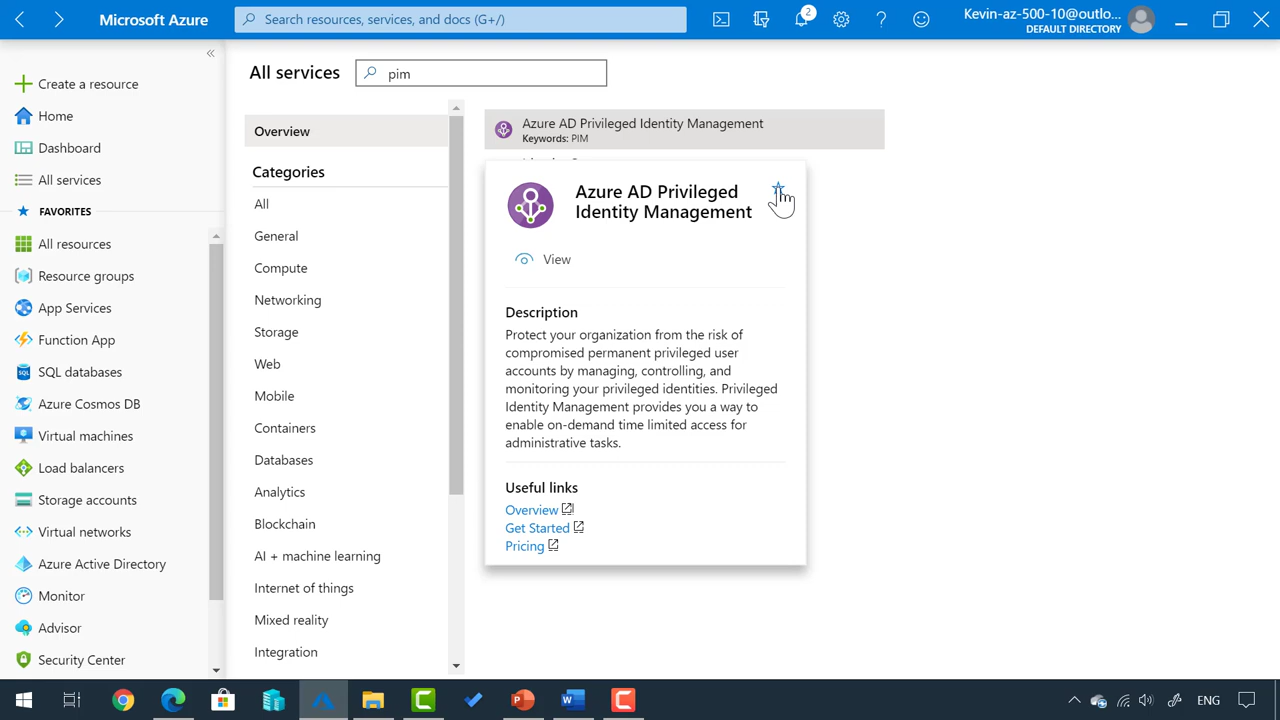 Microsoft Azure
Search resources, services, and docs (G+/)
2
Kevin-az-500-10@outlo...
DEFAULT DIRECTORY
Create a resource
Home
Dashboard
All services
FAVORITES
All resources
Resource groups
App Services
Function App
SQL databases
Azure Cosmos DB
Virtual machines
Load balancers
Storage accounts
Virtual networks
Azure Active Directory
Monitor
Advisor
Security Center
All services
pim
Overview
Categories
All
General
Compute
Networking
Storage
Web
Mobile
Containers
Databases
Analytics
Blockchain
AI + machine learning
Internet of things
Mixed reality
Integration
Azure AD Privileged Identity Management
Keywords: PIM
Azure AD Privileged
Identity Management
View
Description
Protect your organization from the risk of
compromised permanent privileged user
accounts by managing, controlling, and
monitoring your privileged identities. Privileged
Identity Management provides you a way to
enable on-demand time limited access for
administrative tasks.
Useful links
Overview
Get Started
Pricing
ENG